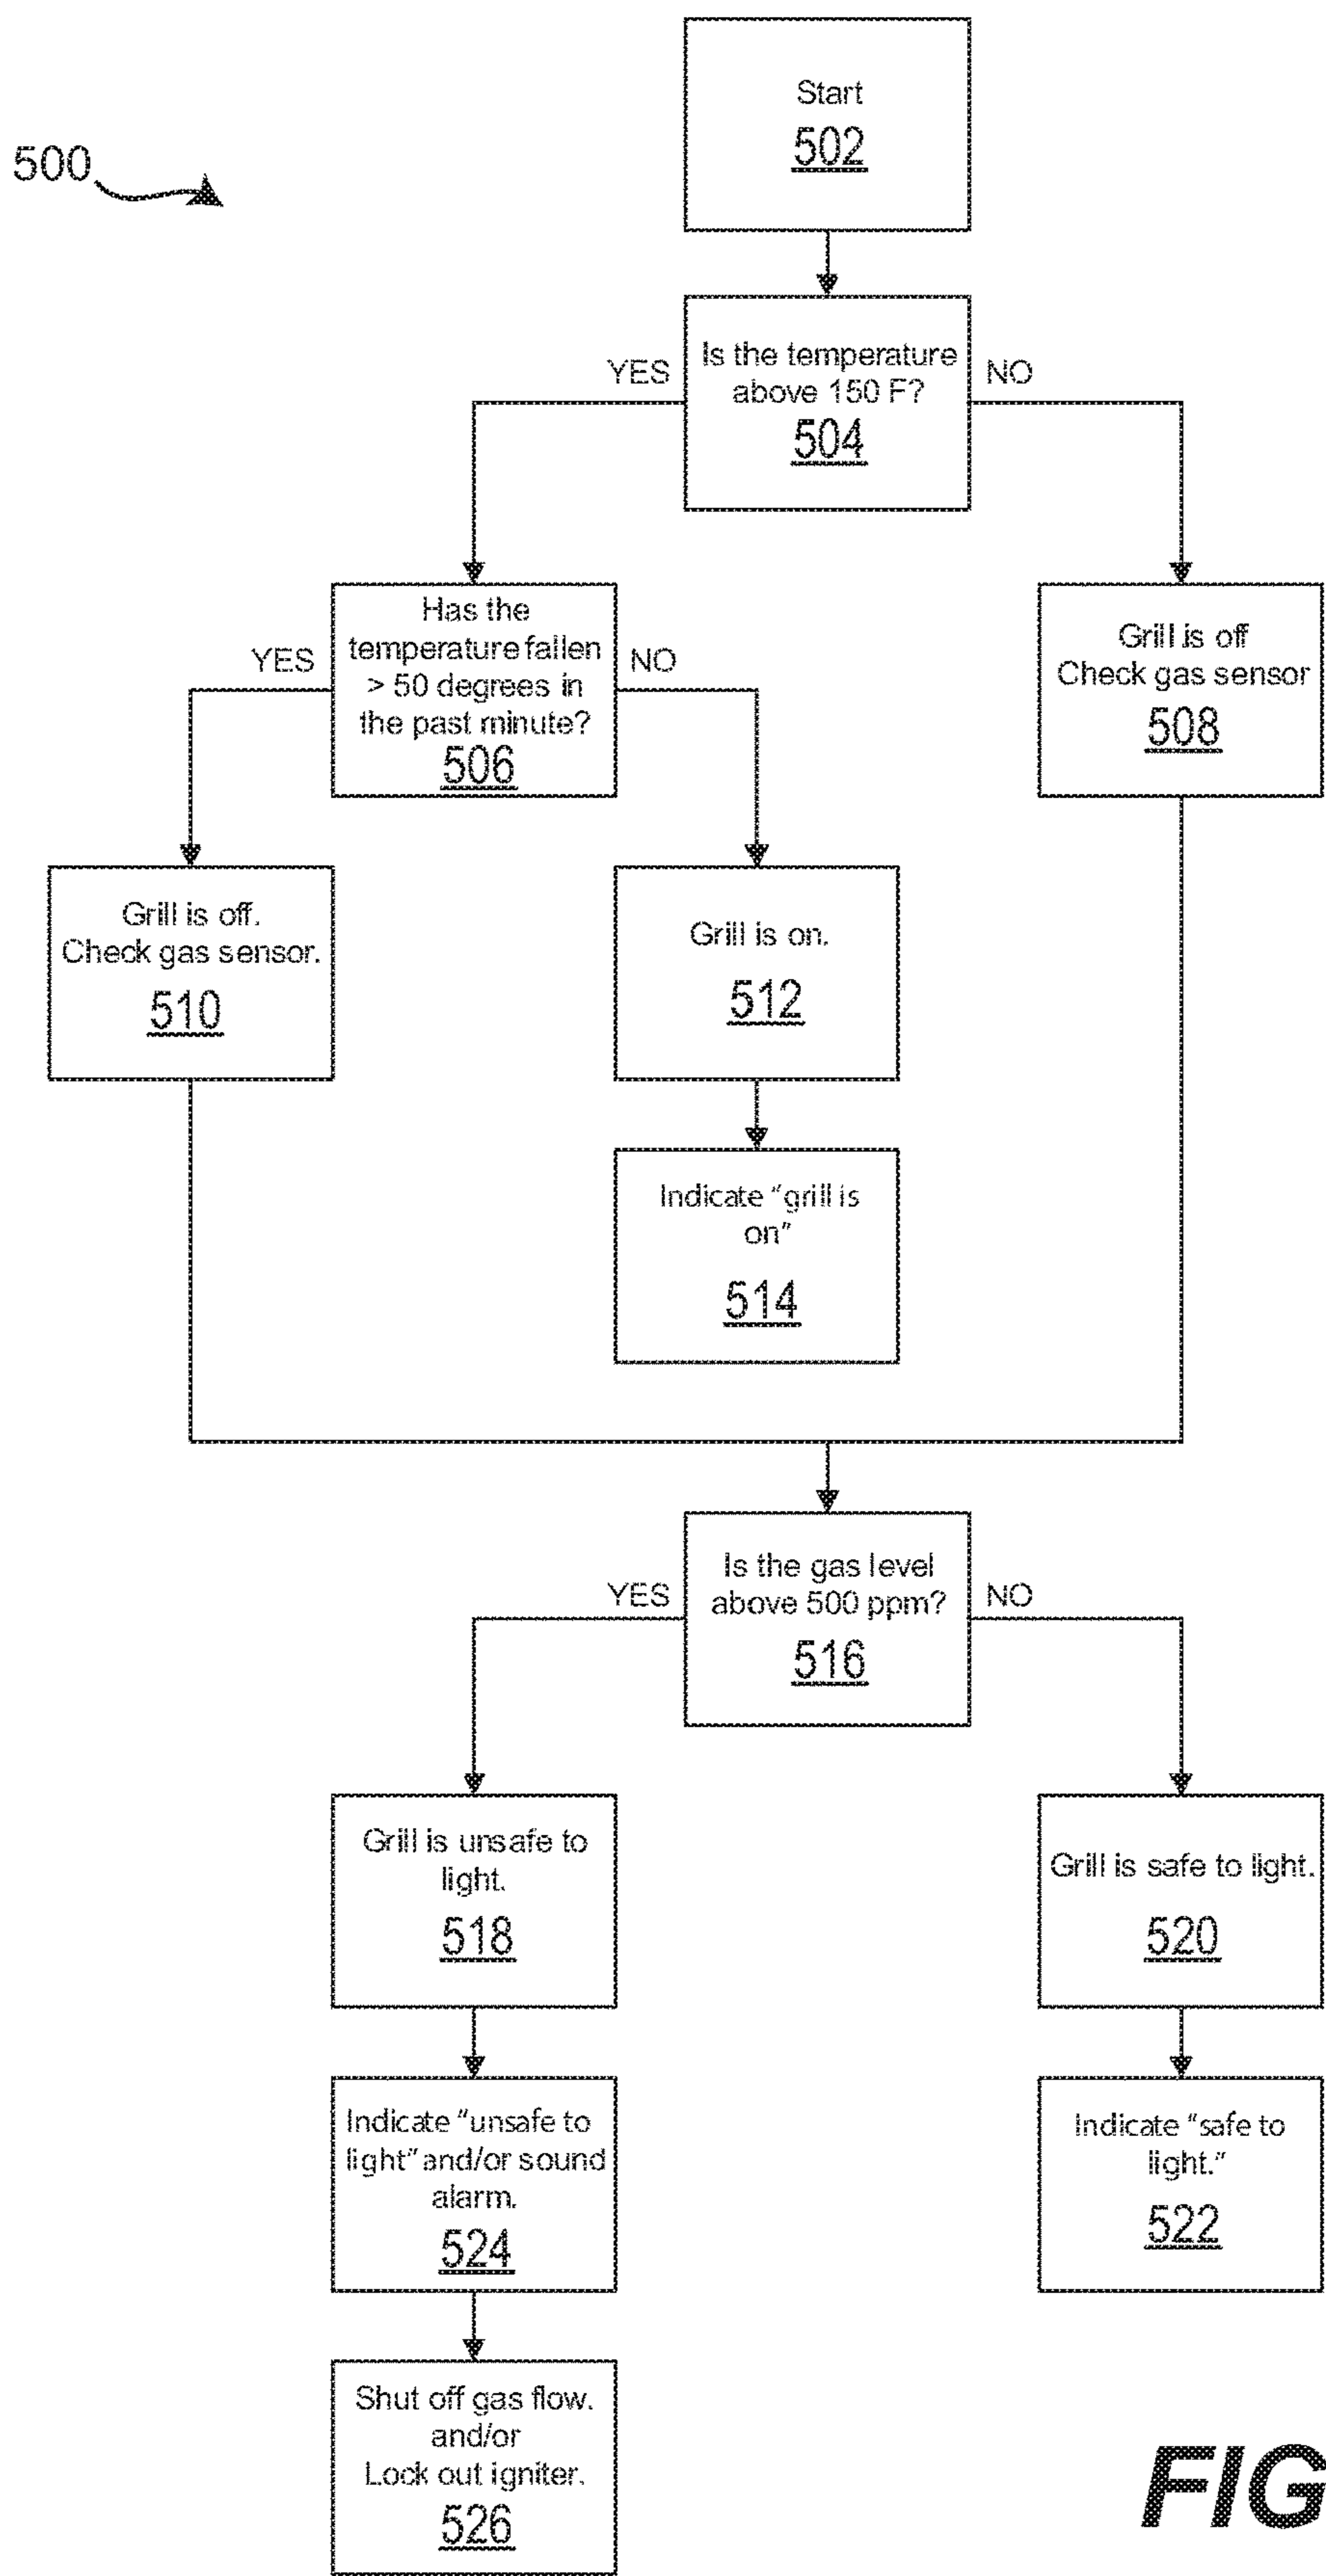 Start
502
500
Is the temperature
above 150 F?
504
YES
NO
Has the
temperature fallen
> 50 degrees in
the past minute?
506
YES
NO
Grill is off
Check gas sensor
508
Grill is off.
Check gas sensor.
510
Grill is on.
512
Indicate “grill is
on”
514
Is the gas level
above 500 ppm?
516
YES
NO
Grill is unsafe to
light.
518
Grill is safe to light.
520
Indicate “unsafe to
light” and/or sound
alarm.
524
Indicate “safe to
light.”
522
Shut off gas flow.
and/or
Lock out igniter.
526
FIG